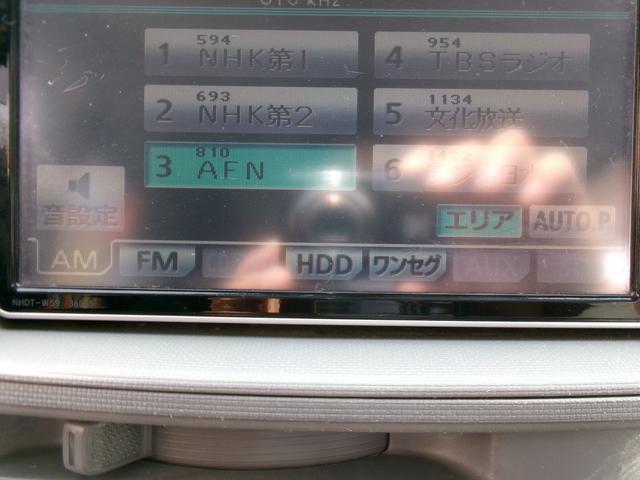 1 594 NHK第1
4 954 TBSラジオ
2 693 NHK第2
5 1134 文化放送
3 810 AFN
6
音設定
エリア AUTO.P
AM FM HDD ワンセグ
NHDT-W59